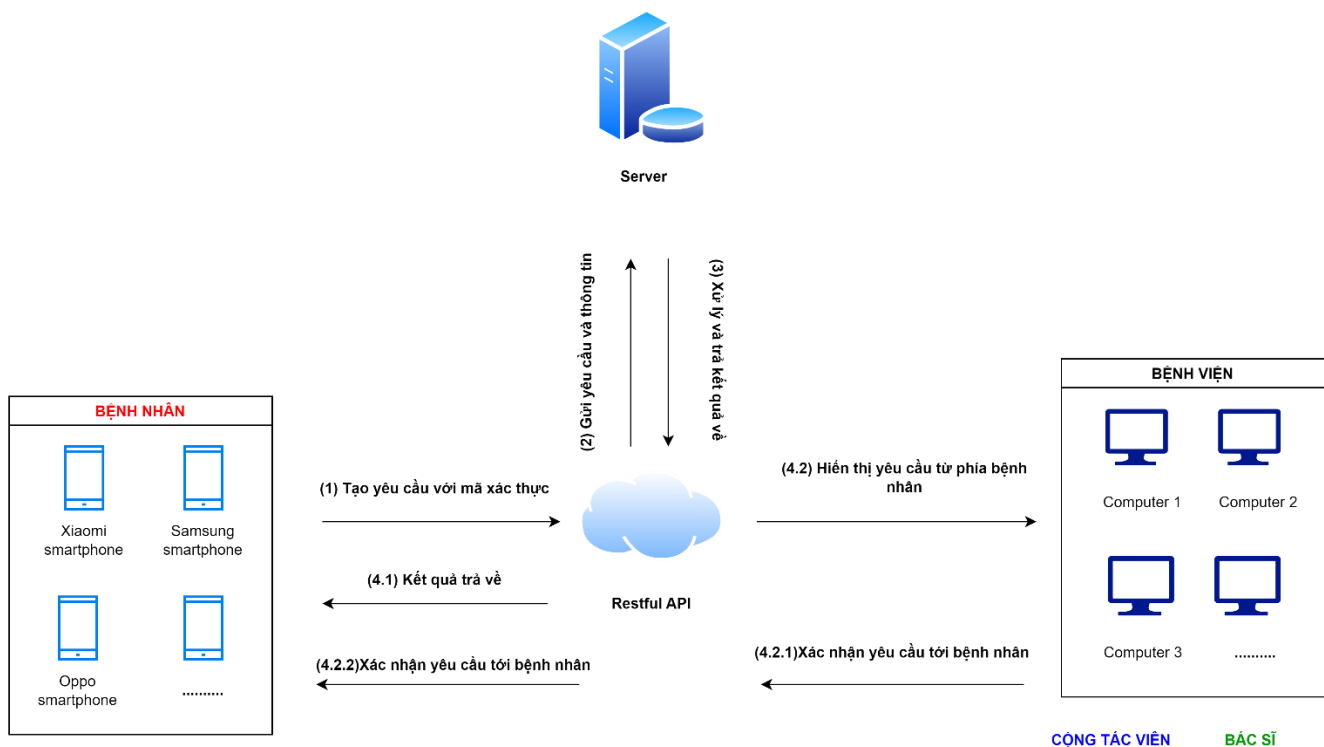 Server
(2) Gửi yêu cầu và thông tin
(3) Xử lý và trả kết quả về
BỆNH NHÂN
Xiaomi
smartphone
Samsung
smartphone
Oppo
smartphone
..........
(1) Tạo yêu cầu với mã xác thực
(4.1) Kết quả trả về
(4.2.2)Xác nhận yêu cầu tới bệnh nhân
Restful API
(4.2) Hiển thị yêu cầu từ phía bệnh
nhân
(4.2.1)Xác nhận yêu cầu tới bệnh nhân
BỆNH VIỆN
Computer 1
Computer 2
Computer 3
..........
CỘNG TÁC VIÊN
BÁC SĨ